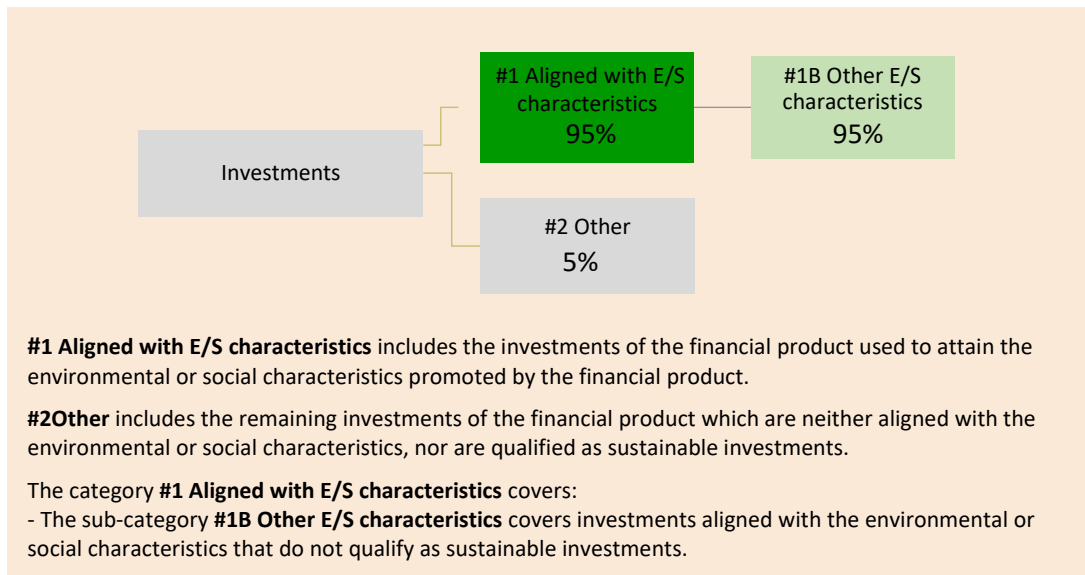 #1 Aligned with E/S
characteristics
95%
#1B Other E/S
characteristics
95%
Investments
#2 Other
5%
#1 Aligned with E/S characteristics includes the investments of the financial product used to attain the
environmental or social characteristics promoted by the financial product.
#2Other includes the remaining investments of the financial product which are neither aligned with the
environmental or social characteristics, nor are qualified as sustainable investments.
The category #1 Aligned with E/S characteristics covers:
- The sub-category #1B Other E/S characteristics covers investments aligned with the environmental or
social characteristics that do not qualify as sustainable investments.